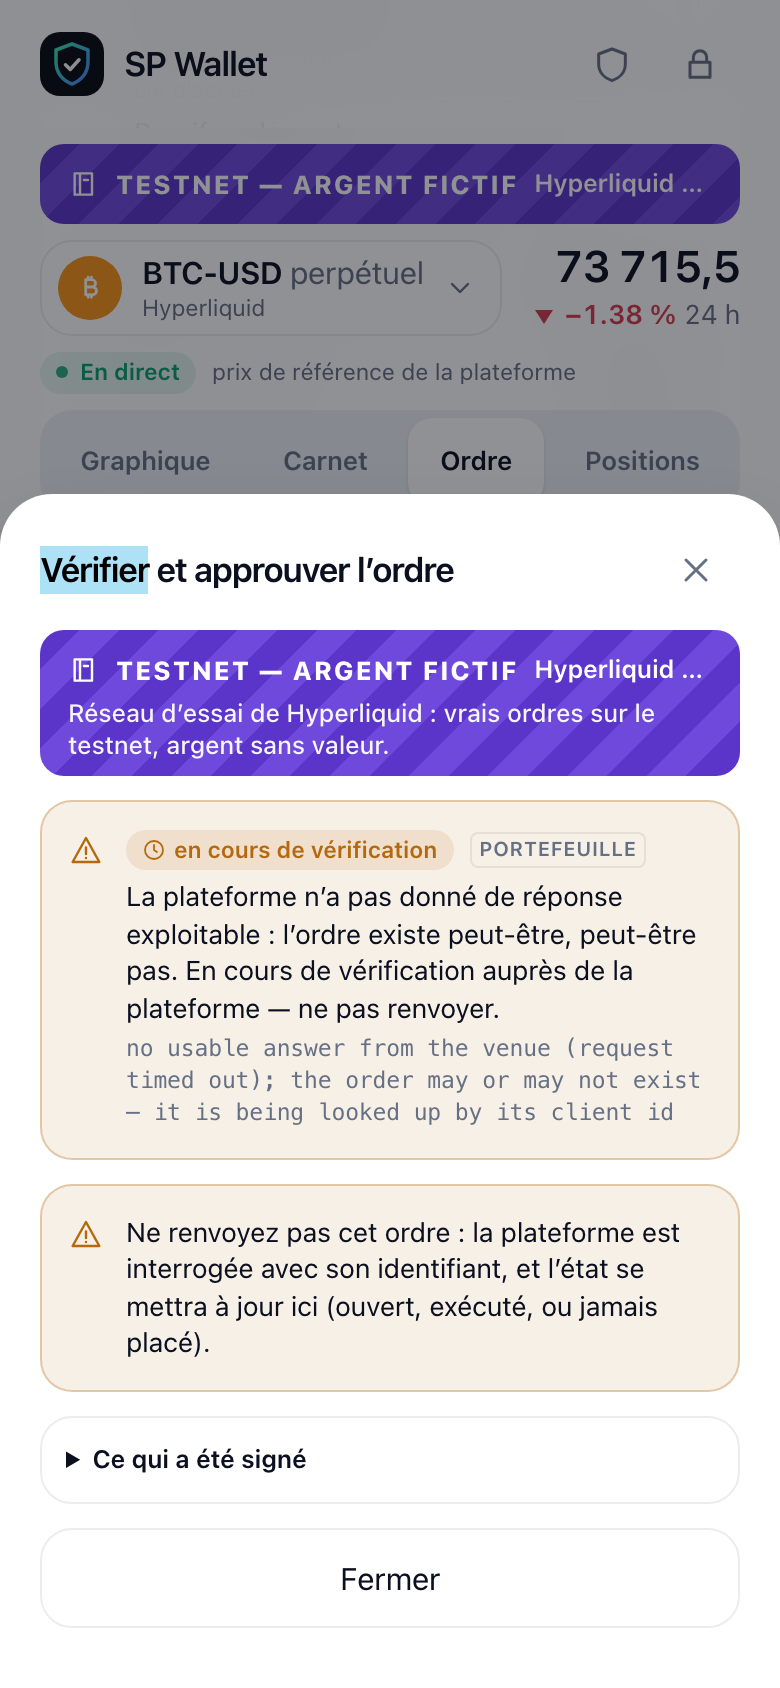 SP Wallet
TESTNET — ARGENT FICTIF Hyperliquid ...
BTC-USD perpétuel
Hyperliquid
73 715,5
▼ −1.38 % 24 h
En direct prix de référence de la plateforme
Graphique Carnet Ordre Positions
Vérifier et approuver l’ordre
TESTNET — ARGENT FICTIF Hyperliquid ...
Réseau d’essai de Hyperliquid : vrais ordres sur le
testnet, argent sans valeur.
en cours de vérification PORTEFEUILLE
La plateforme n’a pas donné de réponse
exploitable : l’ordre existe peut-être, peut-être
pas. En cours de vérification auprès de la
plateforme — ne pas renvoyer.
no usable answer from the venue (request
timed out); the order may or may not exist
— it is being looked up by its client id
Ne renvoyez pas cet ordre : la plateforme est
interrogée avec son identifiant, et l’état se
mettra à jour ici (ouvert, exécuté, ou jamais
placé).
▶ Ce qui a été signé
Fermer